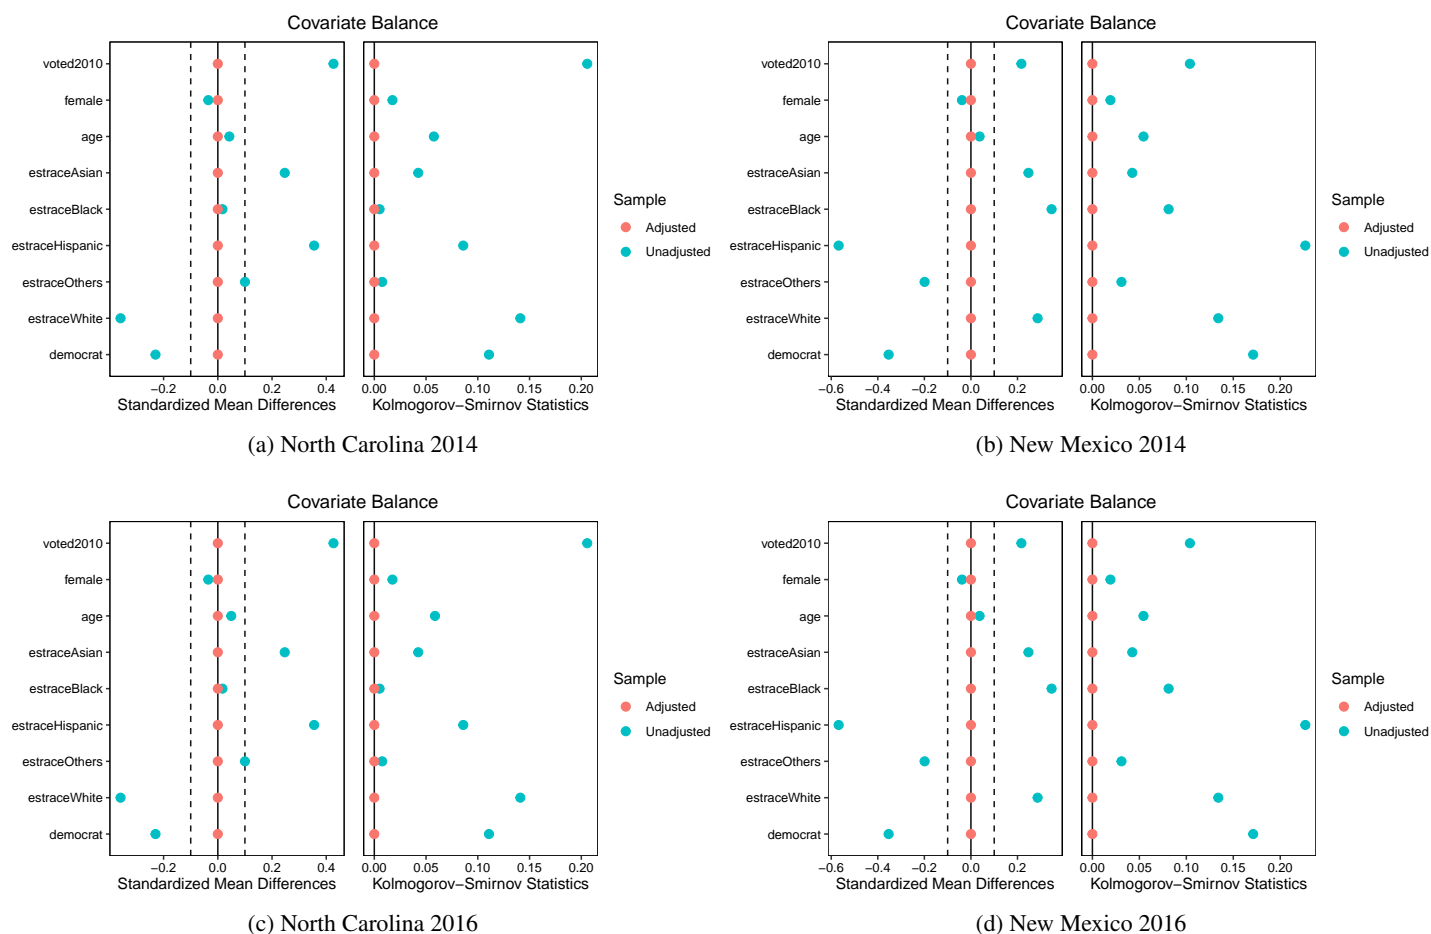 Covariate Balance
voted2010
female
age
estraceAsian
estraceBlack
estraceHispanic
estraceOthers
estraceWhite
democrat
−0.2 0.0 0.2 0.4
Standardized Mean Differences
0.00 0.05 0.10 0.15 0.20
Kolmogorov−Smirnov Statistics
Sample
Adjusted
Unadjusted
(a) North Carolina 2014
Covariate Balance
voted2010
female
age
estraceAsian
estraceBlack
estraceHispanic
estraceOthers
estraceWhite
democrat
−0.6 −0.4 −0.2 0.0 0.2
Standardized Mean Differences
0.00 0.05 0.10 0.15 0.20
Kolmogorov−Smirnov Statistics
Sample
Adjusted
Unadjusted
(b) New Mexico 2014
Covariate Balance
voted2010
female
age
estraceAsian
estraceBlack
estraceHispanic
estraceOthers
estraceWhite
democrat
−0.2 0.0 0.2 0.4
Standardized Mean Differences
0.00 0.05 0.10 0.15 0.20
Kolmogorov−Smirnov Statistics
Sample
Adjusted
Unadjusted
(c) North Carolina 2016
Covariate Balance
voted2010
female
age
estraceAsian
estraceBlack
estraceHispanic
estraceOthers
estraceWhite
democrat
−0.6 −0.4 −0.2 0.0 0.2
Standardized Mean Differences
0.00 0.05 0.10 0.15 0.20
Kolmogorov−Smirnov Statistics
Sample
Adjusted
Unadjusted
(d) New Mexico 2016